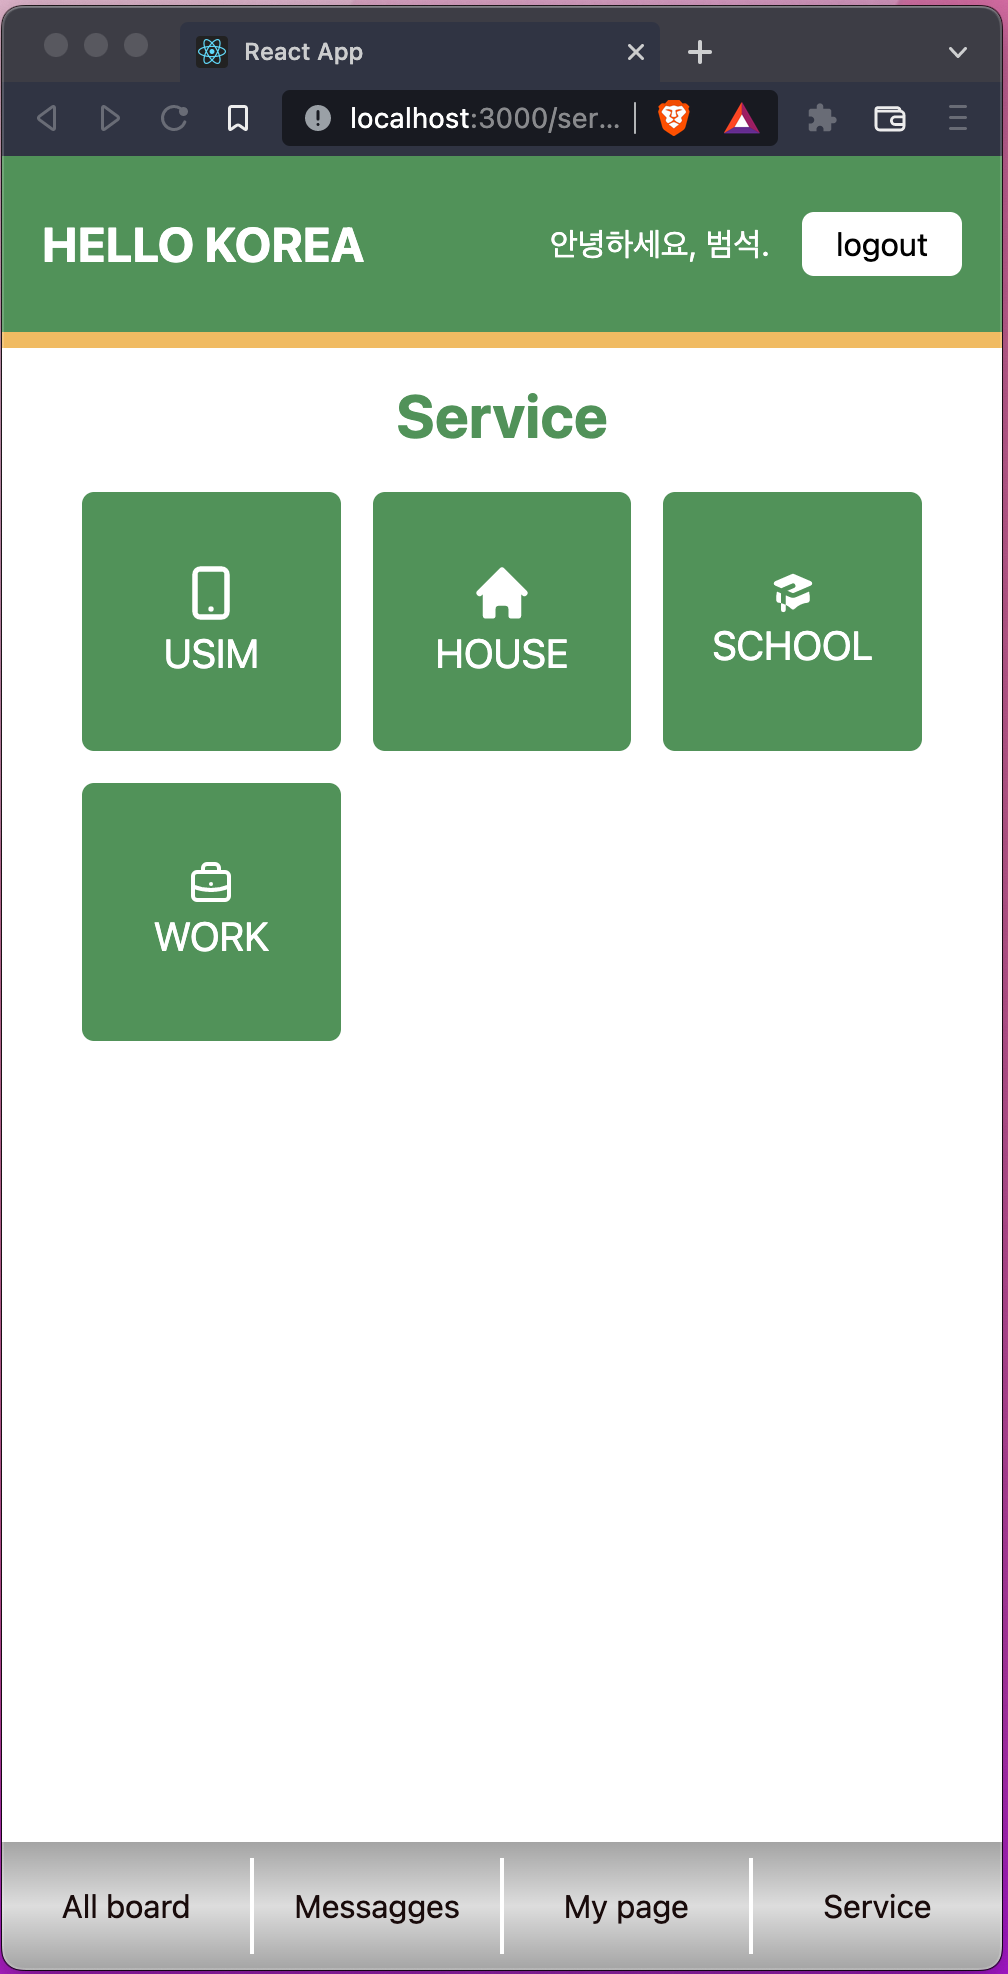 React App
localhost:3000/ser...
HELLO KOREA
안녕하세요, 범석.
logout
Service
USIM
HOUSE
SCHOOL
WORK
All board
Messagges
My page
Service